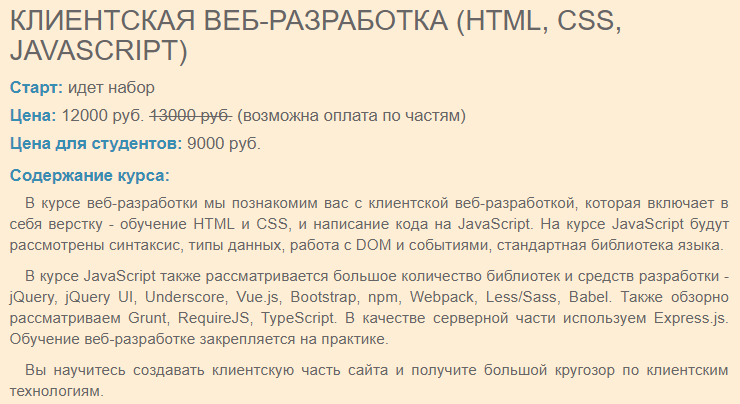 КЛИЕНТСКАЯ ВЕБ-РАЗРАБОТКА (HTML, CSS,
JAVASCRIPT)
Старт: идет набор
Цена: 12000 руб. 13000 руб. (возможна оплата по частям)
Цена для студентов: 9000 руб.
Содержание курса:
В курсе веб-разработки мы познакомим вас с клиентской веб-разработкой, которая включает в
себя верстку - обучение HTML и CSS, и написание кода на JavaScript. На курсе JavaScript будут
рассмотрены синтаксис, типы данных, работа с DOM и событиями, стандартная библиотека языка.
В курсе JavaScript также рассматривается большое количество библиотек и средств разработки -
jQuery, jQuery UI, Underscore, Vue.js, Bootstrap, npm, Webpack, Less/Sass, Babel. Также обзорно
рассматриваем Grunt, RequireJS, TypeScript. В качестве серверной части используем Express.js.
Обучение веб-разработке закрепляется на практике.
Вы научитесь создавать клиентскую часть сайта и получите большой кругозор по клиентским
технологиям.